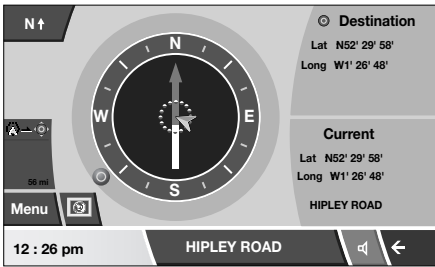 N
Destination
Lat N52' 29' 58'
Long W1' 26' 48'
N
W
E
S
Current
Lat N52' 29' 58'
Long W1' 26' 48'
HIPLEY ROAD
56 mi
Menu
12 : 26 pm
HIPLEY ROAD